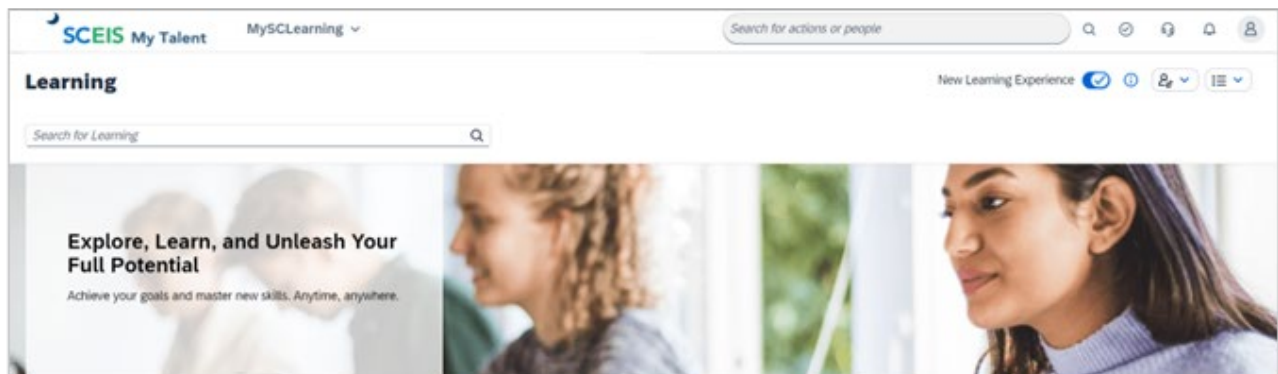 SCEIS My Talent
MySCLearning
Search for actions or people
Learning
New Learning Experience
Search for Learning
Explore, Learn, and Unleash Your
Full Potential
Achieve your goals and master new skills. Anytime, anywhere.